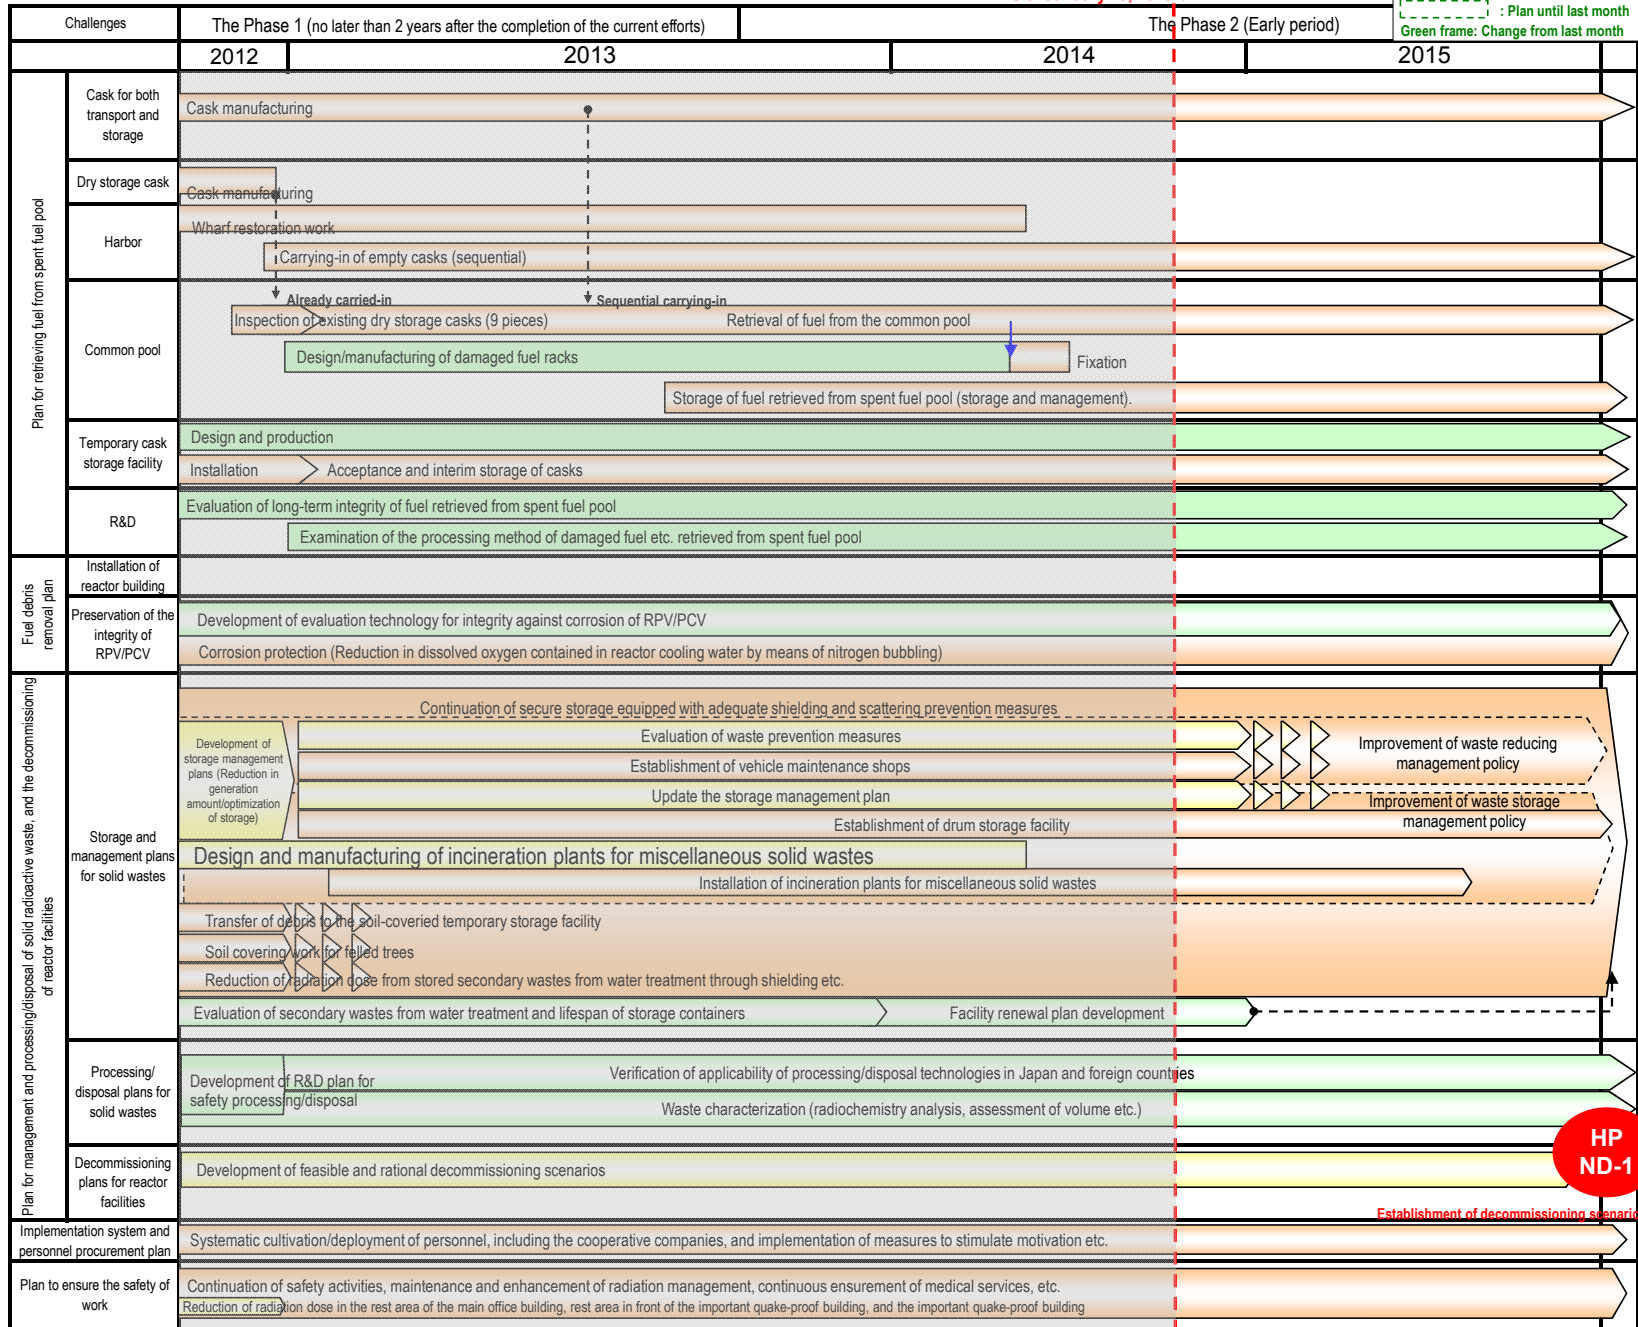 : Plan until last month
Green frame: Change from last month
Challenges
The Phase 1 (no later than 2 years after the completion of the current efforts)
The Phase 2 (Early period)
2012
2013
2014
2015
Plan for retrieving fuel from spent fuel pool
Cask for both
transport and
storage
Cask manufacturing
Dry storage cask
Cask manufacturing
Harbor
Wharf restoration work
Carrying-in of empty casks (sequential)
Common pool
Already carried-in
Sequential carrying-in
Inspection of existing dry storage casks (9 pieces)
Retrieval of fuel from the common pool
Design/manufacturing of damaged fuel racks
Fixation
Storage of fuel retrieved from spent fuel pool (storage and management).
Temporary cask
storage facility
Design and production
Installation
Acceptance and interim storage of casks
R&D
Evaluation of long-term integrity of fuel retrieved from spent fuel pool
Examination of the processing method of damaged fuel etc. retrieved from spent fuel pool
Fuel debris
removal plan
Installation of
reactor building
Preservation of the
integrity of
RPV/PCV
Development of evaluation technology for integrity against corrosion of RPV/PCV
Corrosion protection (Reduction in dissolved oxygen contained in reactor cooling water by means of nitrogen bubbling)
Plan for management and processing/disposal of solid radioactive waste, and the decommissioning
of reactor facilities
Storage and
management plans
for solid wastes
Continuation of secure storage equipped with adequate shielding and scattering prevention measures
Development of
storage management
plans (Reduction in
generation
amount/optimization
of storage)
Evaluation of waste prevention measures
Establishment of vehicle maintenance shops
Improvement of waste reducing
management policy
Update the storage management plan
Establishment of drum storage facility
Improvement of waste storage
management policy
Design and manufacturing of incineration plants for miscellaneous solid wastes
Installation of incineration plants for miscellaneous solid wastes
Transfer of debris to the soil-coveried temporary storage facility
Soil covering work for felled trees
Reduction of radiation dose from stored secondary wastes from water treatment through shielding etc.
Evaluation of secondary wastes from water treatment and lifespan of storage containers
Facility renewal plan development
Processing/
disposal plans for
solid wastes
Development of R&D plan for
safety processing/disposal
Verification of applicability of processing/disposal technologies in Japan and foreign countries
Waste characterization (radiochemistry analysis, assessment of volume etc.)
HP
ND-1
Decommissioning
plans for reactor
facilities
Development of feasible and rational decommissioning scenarios
Establishment of decommissioning scenario
Implementation system and
personnel procurement plan
Systematic cultivation/deployment of personnel, including the cooperative companies, and implementation of measures to stimulate motivation etc.
Plan to ensure the safety of
work
Continuation of safety activities, maintenance and enhancement of radiation management, continuous ensurement of medical services, etc.
Reduction of radiation dose in the rest area of the main office building, rest area in front of the important quake-proof building, and the important quake-proof building